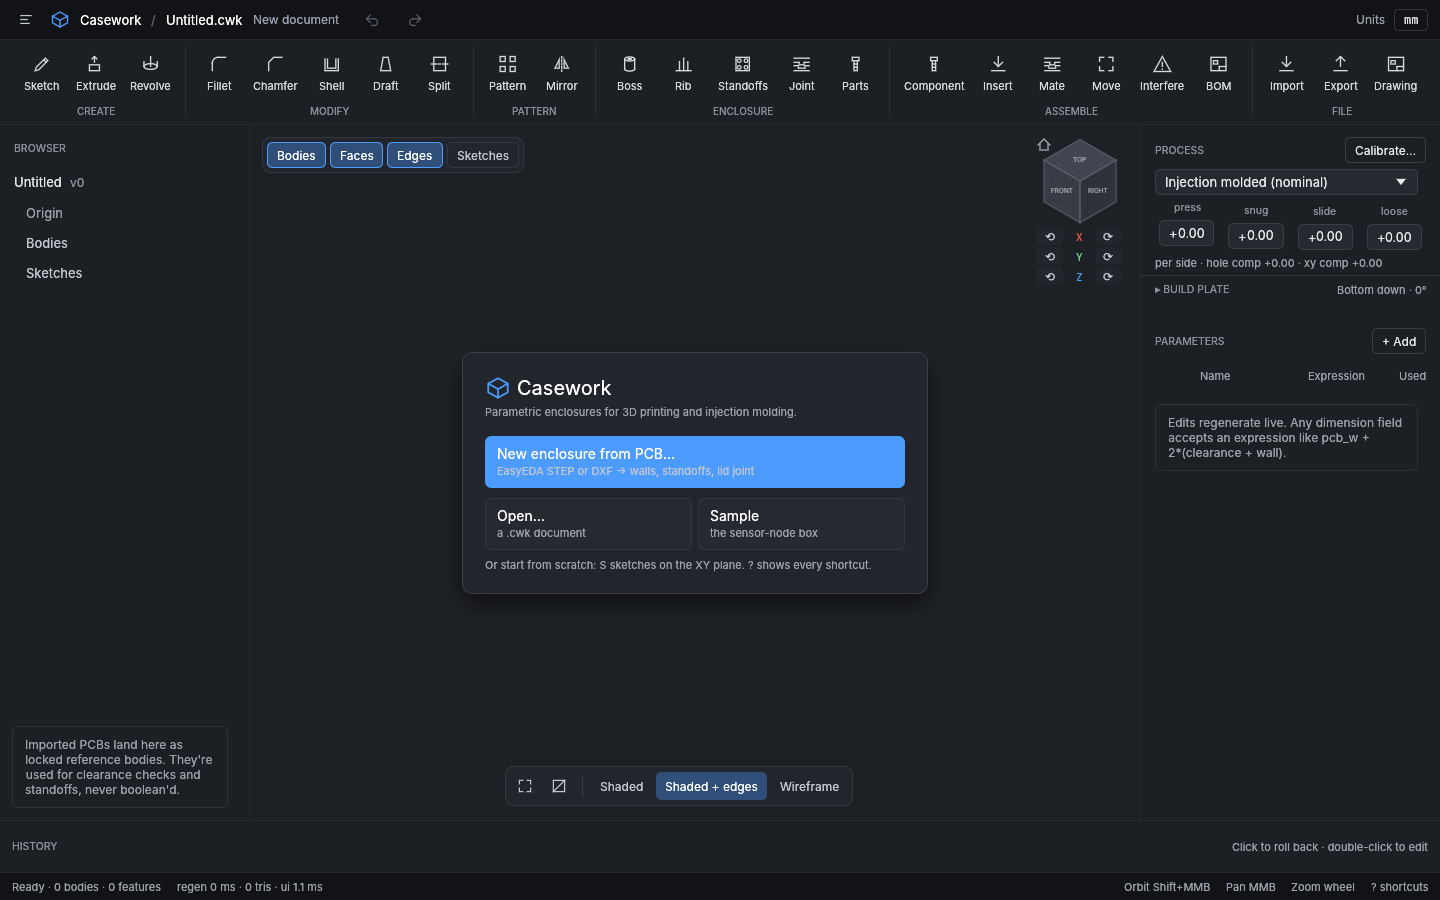 Casework / Untitled.cwk New document
Units mm
Sketch Extrude Revolve
CREATE
Fillet Chamfer Shell Draft Split
MODIFY
Pattern Mirror
PATTERN
Boss Rib Standoffs Joint Parts
ENCLOSURE
Component Insert Mate Move Interfere BOM
ASSEMBLE
Import Export Drawing
FILE
BROWSER
Untitled v0
Origin
Bodies
Sketches
Imported PCBs land here as
locked reference bodies. They're
used for clearance checks and
standoffs, never boolean'd.
Bodies Faces Edges Sketches
TOP
FRONT RIGHT
X
Y
Z
Casework
Parametric enclosures for 3D printing and injection molding.
New enclosure from PCB...
EasyEDA STEP or DXF → walls, standoffs, lid joint
Open...
a .cwk document
Sample
the sensor-node box
Or start from scratch: S sketches on the XY plane. ? shows every shortcut.
Shaded Shaded + edges Wireframe
PROCESS
Calibrate...
Injection molded (nominal)
press snug slide loose
+0.00 +0.00 +0.00 +0.00
per side · hole comp +0.00 · xy comp +0.00
▸ BUILD PLATE Bottom down · 0°
PARAMETERS
+ Add
Name Expression Used
Edits regenerate live. Any dimension field
accepts an expression like pcb_w +
2*(clearance + wall).
HISTORY
Click to roll back · double-click to edit
Ready · 0 bodies · 0 features regen 0 ms · 0 tris · ui 1.1 ms
Orbit Shift+MMB Pan MMB Zoom wheel ? shortcuts